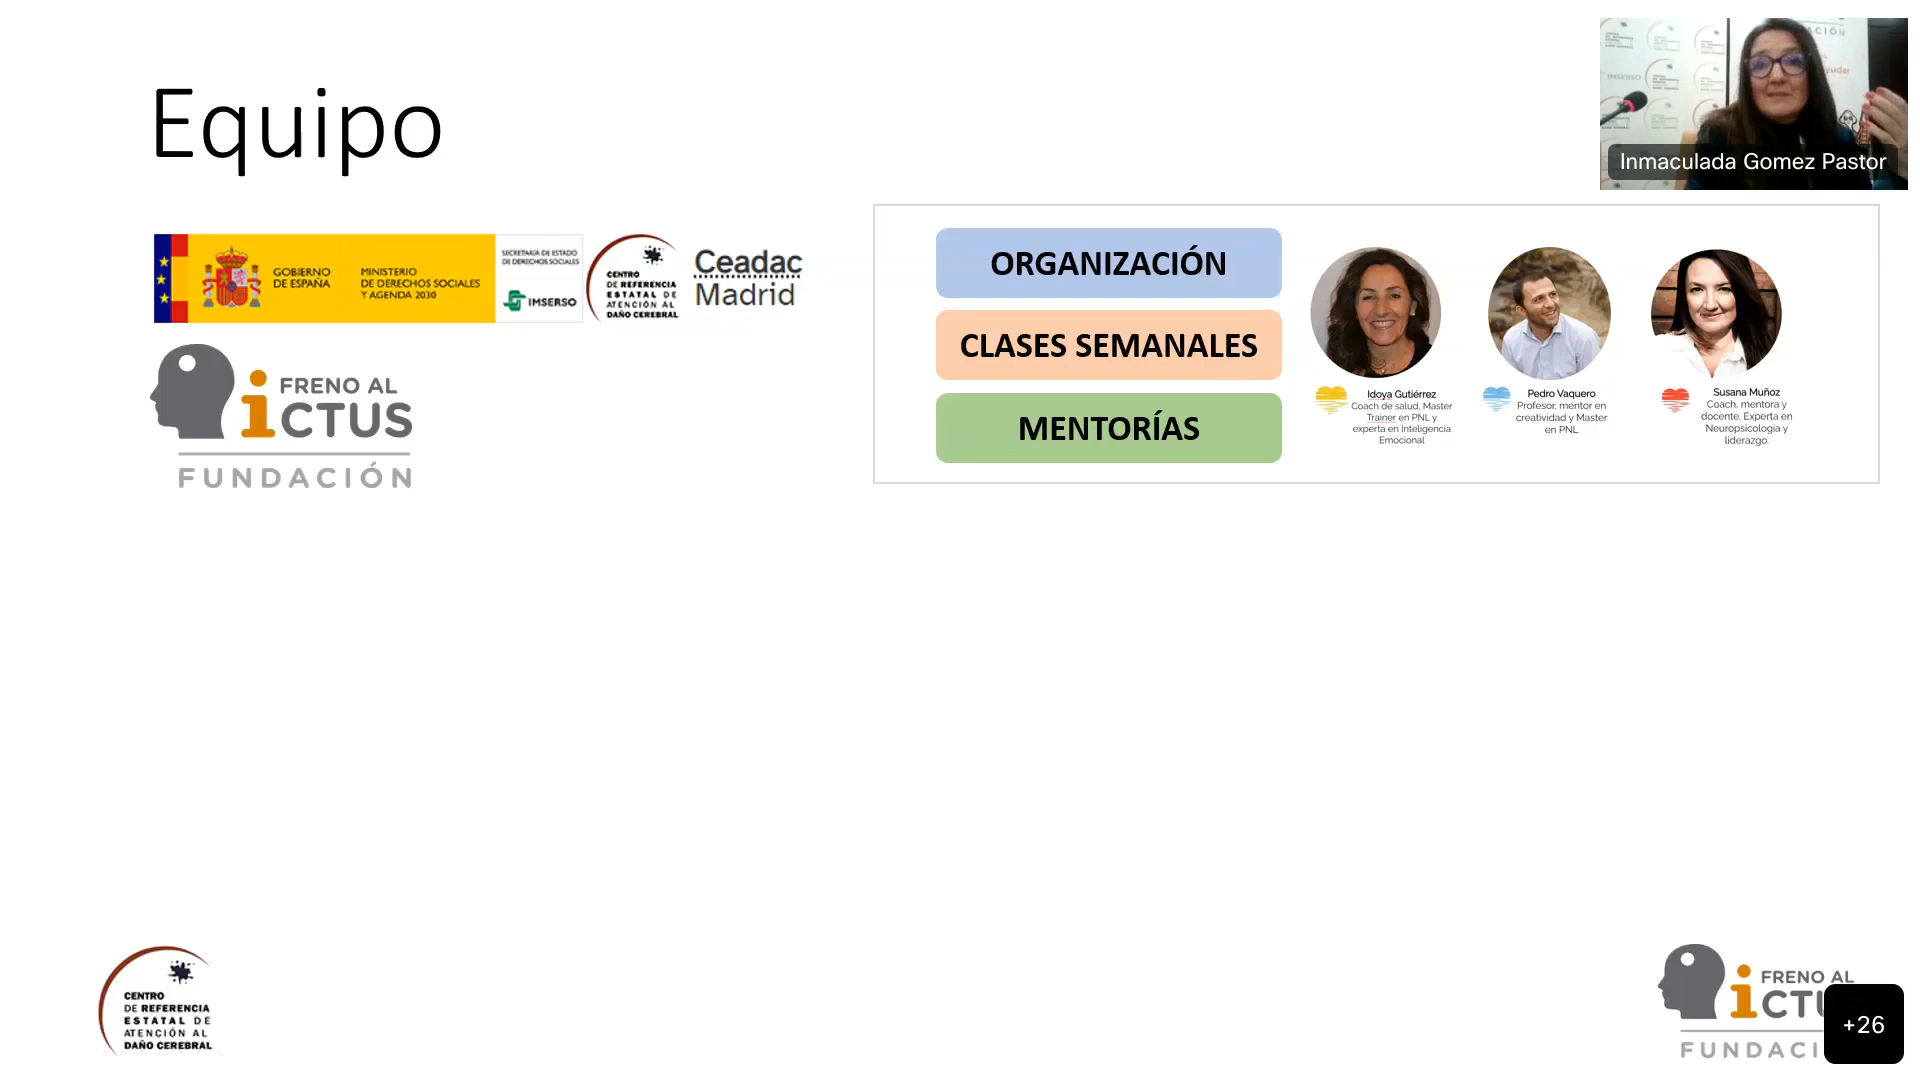 Equipo
Inmaculada Gomez Pastor
GOBIERNO
DE ESPAÑA
MINISTERIO
DE DERECHOS SOCIALES
Y AGENDA 2030
SECRETARÍA DE ESTADO
DE DERECHOS SOCIALES
IMSERSO
CENTRO
DE REFERENCIA
ESTATAL DE
ATENCIÓN AL
DAÑO CEREBRAL
Ceadac
Madrid
FRENO AL
iCTUS
FUNDACIÓN
ORGANIZACIÓN
CLASES SEMANALES
MENTORÍAS
Idoya Gutiérrez
Coach de salud, Master
Trainer en PNL y
experta en Inteligencia
Emocional
Pedro Vaquero
Profesor, mentor en
creatividad y Master
en PNL
Susana Muñoz
Coach, mentora y
docente. Experta en
Neuropsicología y
liderazgo.
CENTRO
DE REFERENCIA
ESTATAL DE
ATENCIÓN AL
DAÑO CEREBRAL
FRENO AL
iCTU
FUNDACI
+26